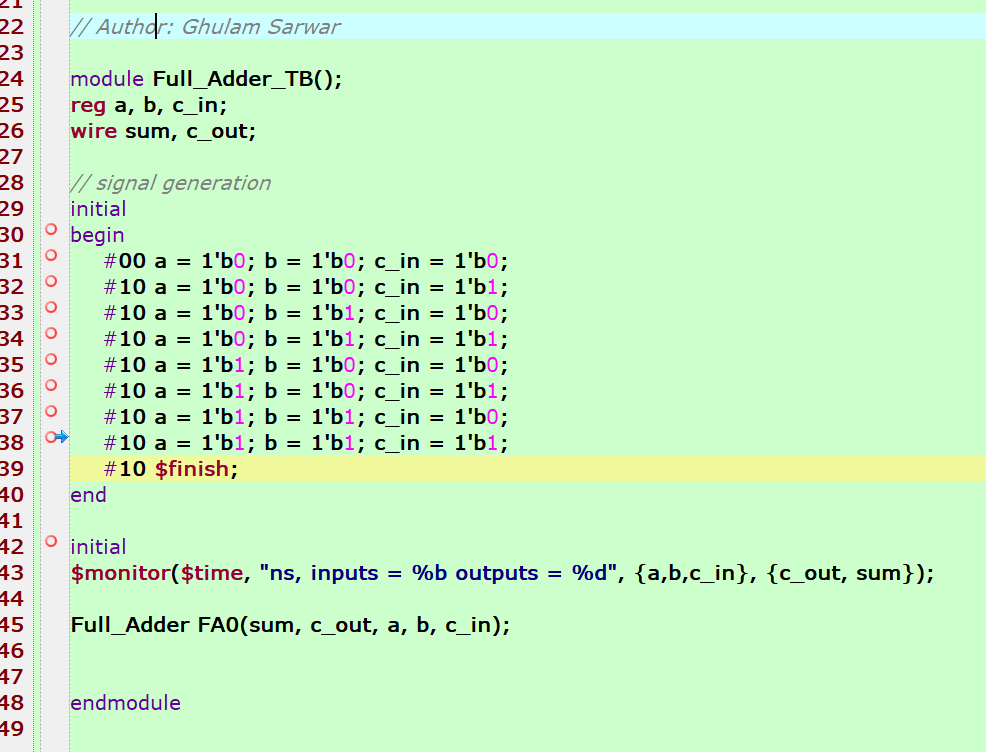 21
22 // Author: Ghulam Sarwar
23
24 module Full_Adder_TB();
25 reg a, b, c_in;
26 wire sum, c_out;
27
28 // signal generation
29 initial
30 begin
31 #00 a = 1'b0; b = 1'b0; c_in = 1'b0;
32 #10 a = 1'b0; b = 1'b0; c_in = 1'b1;
33 #10 a = 1'b0; b = 1'b1; c_in = 1'b0;
34 #10 a = 1'b0; b = 1'b1; c_in = 1'b1;
35 #10 a = 1'b1; b = 1'b0; c_in = 1'b0;
36 #10 a = 1'b1; b = 1'b0; c_in = 1'b1;
37 #10 a = 1'b1; b = 1'b1; c_in = 1'b0;
38 #10 a = 1'b1; b = 1'b1; c_in = 1'b1;
39 #10 $finish;
40 end
41
42 initial
43 $monitor($time, "ns, inputs = %b outputs = %d", {a,b,c_in}, {c_out, sum});
44
45 Full_Adder FA0(sum, c_out, a, b, c_in);
46
47
48 endmodule
49